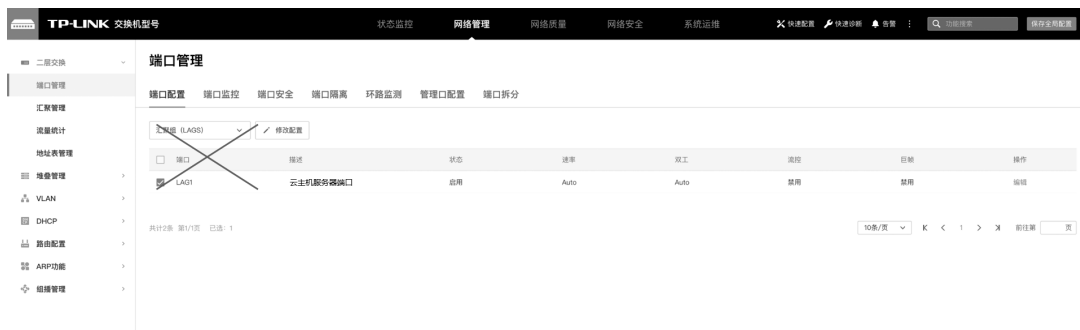 TP-LINK 交换机型号 状态监控 网络管理 网络质量 网络安全 系统运维 快速配置 快速诊断 告警 功能搜索 保存全局配置
二层交换
端口管理
汇聚管理
流量统计
地址表管理
堆叠管理
VLAN
DHCP
路由配置
ARP功能
组播管理
端口管理
端口配置 端口监控 端口安全 端口隔离 环路监测 管理口配置 端口拆分
汇聚组 (LAGS) 修改配置
端口 描述 状态 速率 双工 流控 巨帧 操作
LAG1 云主机服务器端口 启用 Auto Auto 禁用 禁用 编辑
共计2条 第1/1页 已选: 1 10条/页 1 前往第 页